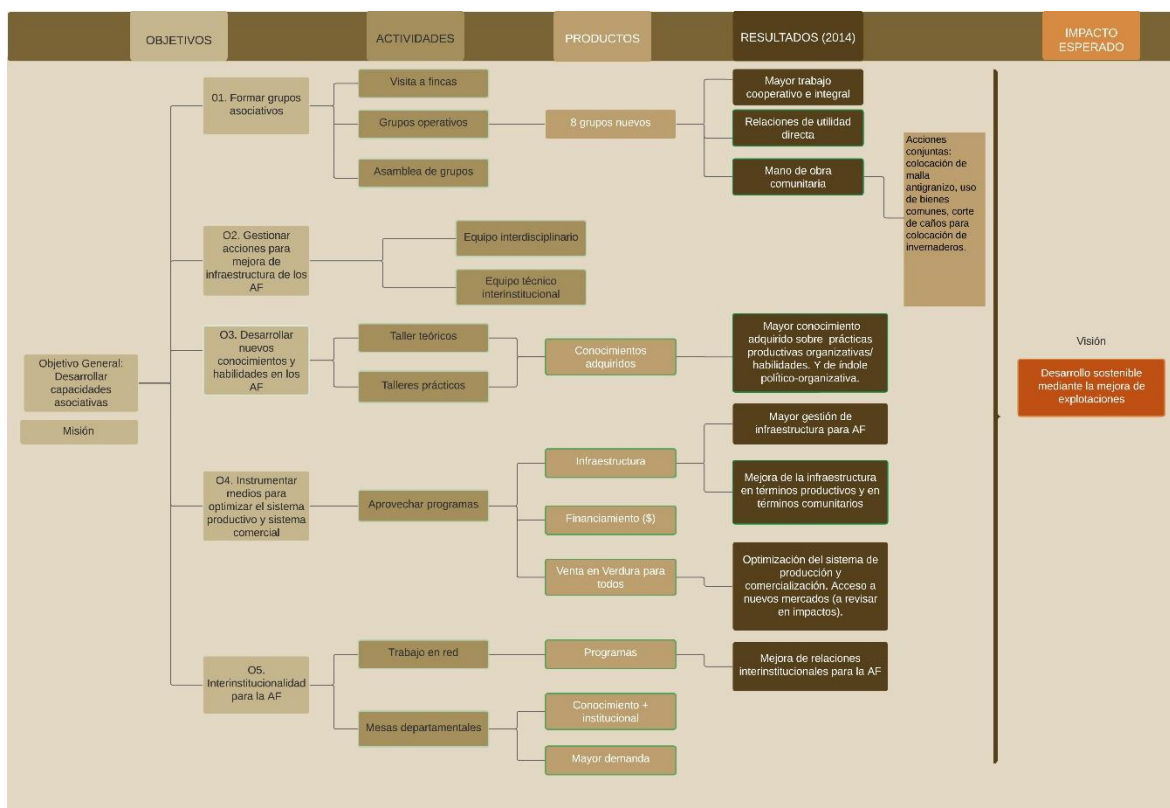 OBJETIVOS
ACTIVIDADES
PRODUCTOS
RESULTADOS (2014)
IMPACTO
ESPERADO
01. Formar grupos
asociativos
Visita a fincas
Grupos operativos
Asamblea de grupos
8 grupos nuevos
Mayor trabajo
cooperativo e integral
Relaciones de utilidad
directa
Mano de obra
comunitaria
Acciones
conjuntas:
colocación de
malla
antigranizo, uso
de bienes
comunes, corte
de caños para
colocación de
invernaderos.
O2. Gestionar
acciones para
mejora de
infraestructura de los
AF
Equipo interdisciplinario
Equipo técnico
interinstitucional
O3. Desarrollar
nuevos
conocimientos y
habilidades en los AF
Taller teóricos
Talleres prácticos
Conocimientos
adquiridos
Mayor conocimiento
adquirido sobre prácticas
productivas organizativas/
habilidades. Y de índole
político-organizativa.
Objetivo General:
Desarrollar
capacidades
asociativas
Misión
Visión
Desarrollo sostenible
mediante la mejora de
explotaciones
O4. Instrumentar
medios para
optimizar el sistema
productivo y sistema
comercial
Aprovechar programas
Infraestructura
Financiamiento ($)
Venta en Verdura para
todos
Mayor gestión de
infraestructura para AF
Mejora de la infraestructura
en términos productivos y en
términos comunitarios
Optimización del sistema de
producción y
comercialización. Acceso a
nuevos mercados (a revisar
en impactos).
O5.
Interinstitucionalidad
para la AF
Trabajo en red
Mesas departamentales
Programas
Conocimiento +
institucional
Mayor demanda
Mejora de relaciones
interinstitucionales para la AF